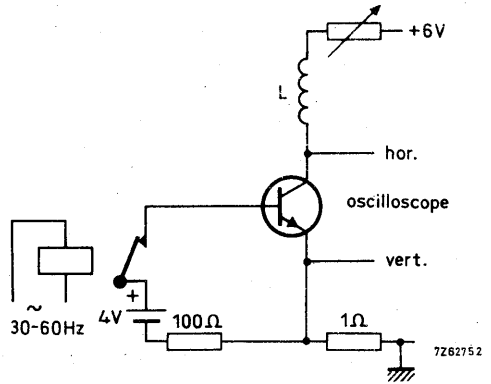 +6V
L
hor.
oscilloscope
vert.
~
30-60Hz
+
4V
100Ω
1Ω
7Z62752